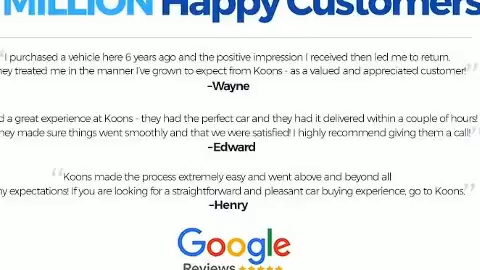 MILLION Happy Customers
I purchased a vehicle here 6 years ago and the positive impression I received then led me to return.
hey treated me in the manner I've grown to expect from Koons - as a valued and appreciated customer!
-Wayne
d a great experience at Koons - they had the perfect car and they had it delivered within a couple of hours!
hey made sure things went smoothly and that we were satisfied! I highly recommend giving them a call!
-Edward
Koons made the process extremely easy and went above and beyond all
ny expectations! If you are looking for a straightforward and pleasant car buying experience, go to Koons.
-Henry
Google
Reviews